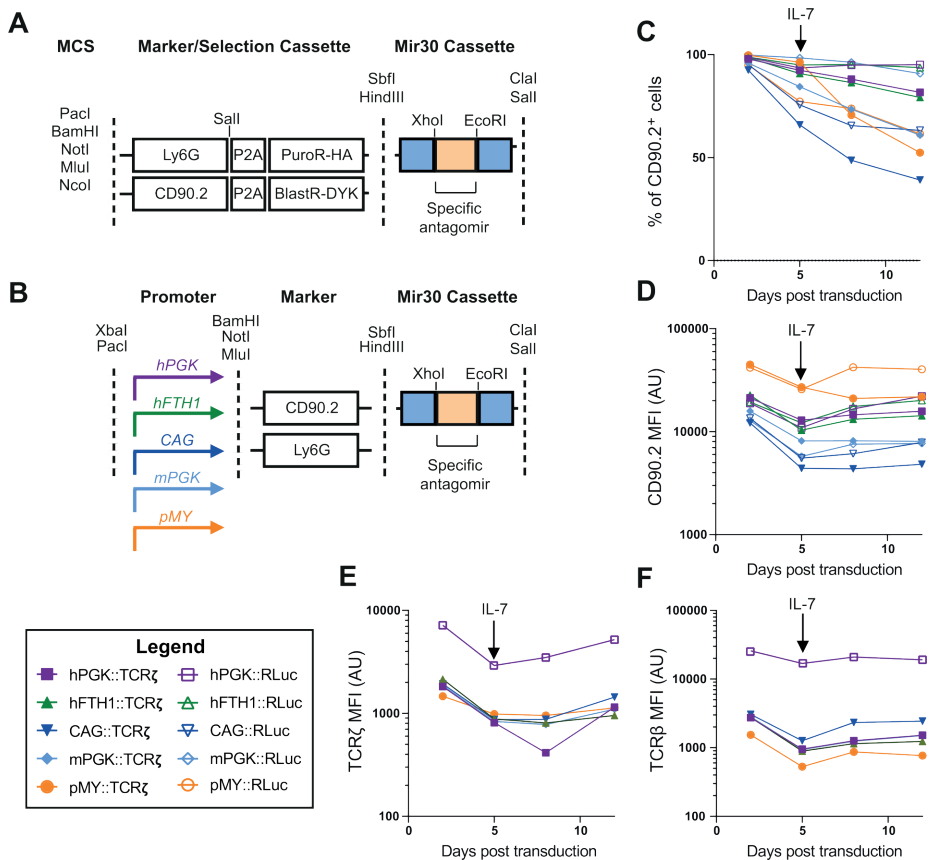 A
MCS
Marker/Selection Cassette
Mir30 Cassette
PacI
BamHI
NotI
MluI
NcoI
SalI
SbfI
HindIII
ClaI
SalI
XhoI
EcoRI
Ly6G
P2A
PuroR-HA
CD90.2
P2A
BlastR-DYK
Specific
antagomir
B
Promoter
Marker
Mir30 Cassette
XbaI
PacI
BamHI
NotI
MluI
SbfI
HindIII
ClaI
SalI
hPGK
hFTH1
CAG
mPGK
pMY
XhoI
EcoRI
CD90.2
Ly6G
Specific
antagomir
C
IL-7
% of CD90.2+ cells
100
50
0
0
5
10
Days post transduction
D
IL-7
CD90.2 MFI (AU)
100000
10000
1000
0
5
10
Days post transduction
E
IL-7
TCRζ MFI (AU)
10000
1000
100
0
5
10
Days post transduction
F
IL-7
TCRβ MFI (AU)
100000
10000
1000
100
0
5
10
Days post transduction
Legend
hPGK::TCRζ
hPGK::RLuc
hFTH1::TCRζ
hFTH1::RLuc
CAG::TCRζ
CAG::RLuc
mPGK::TCRζ
mPGK::RLuc
pMY::TCRζ
pMY::RLuc